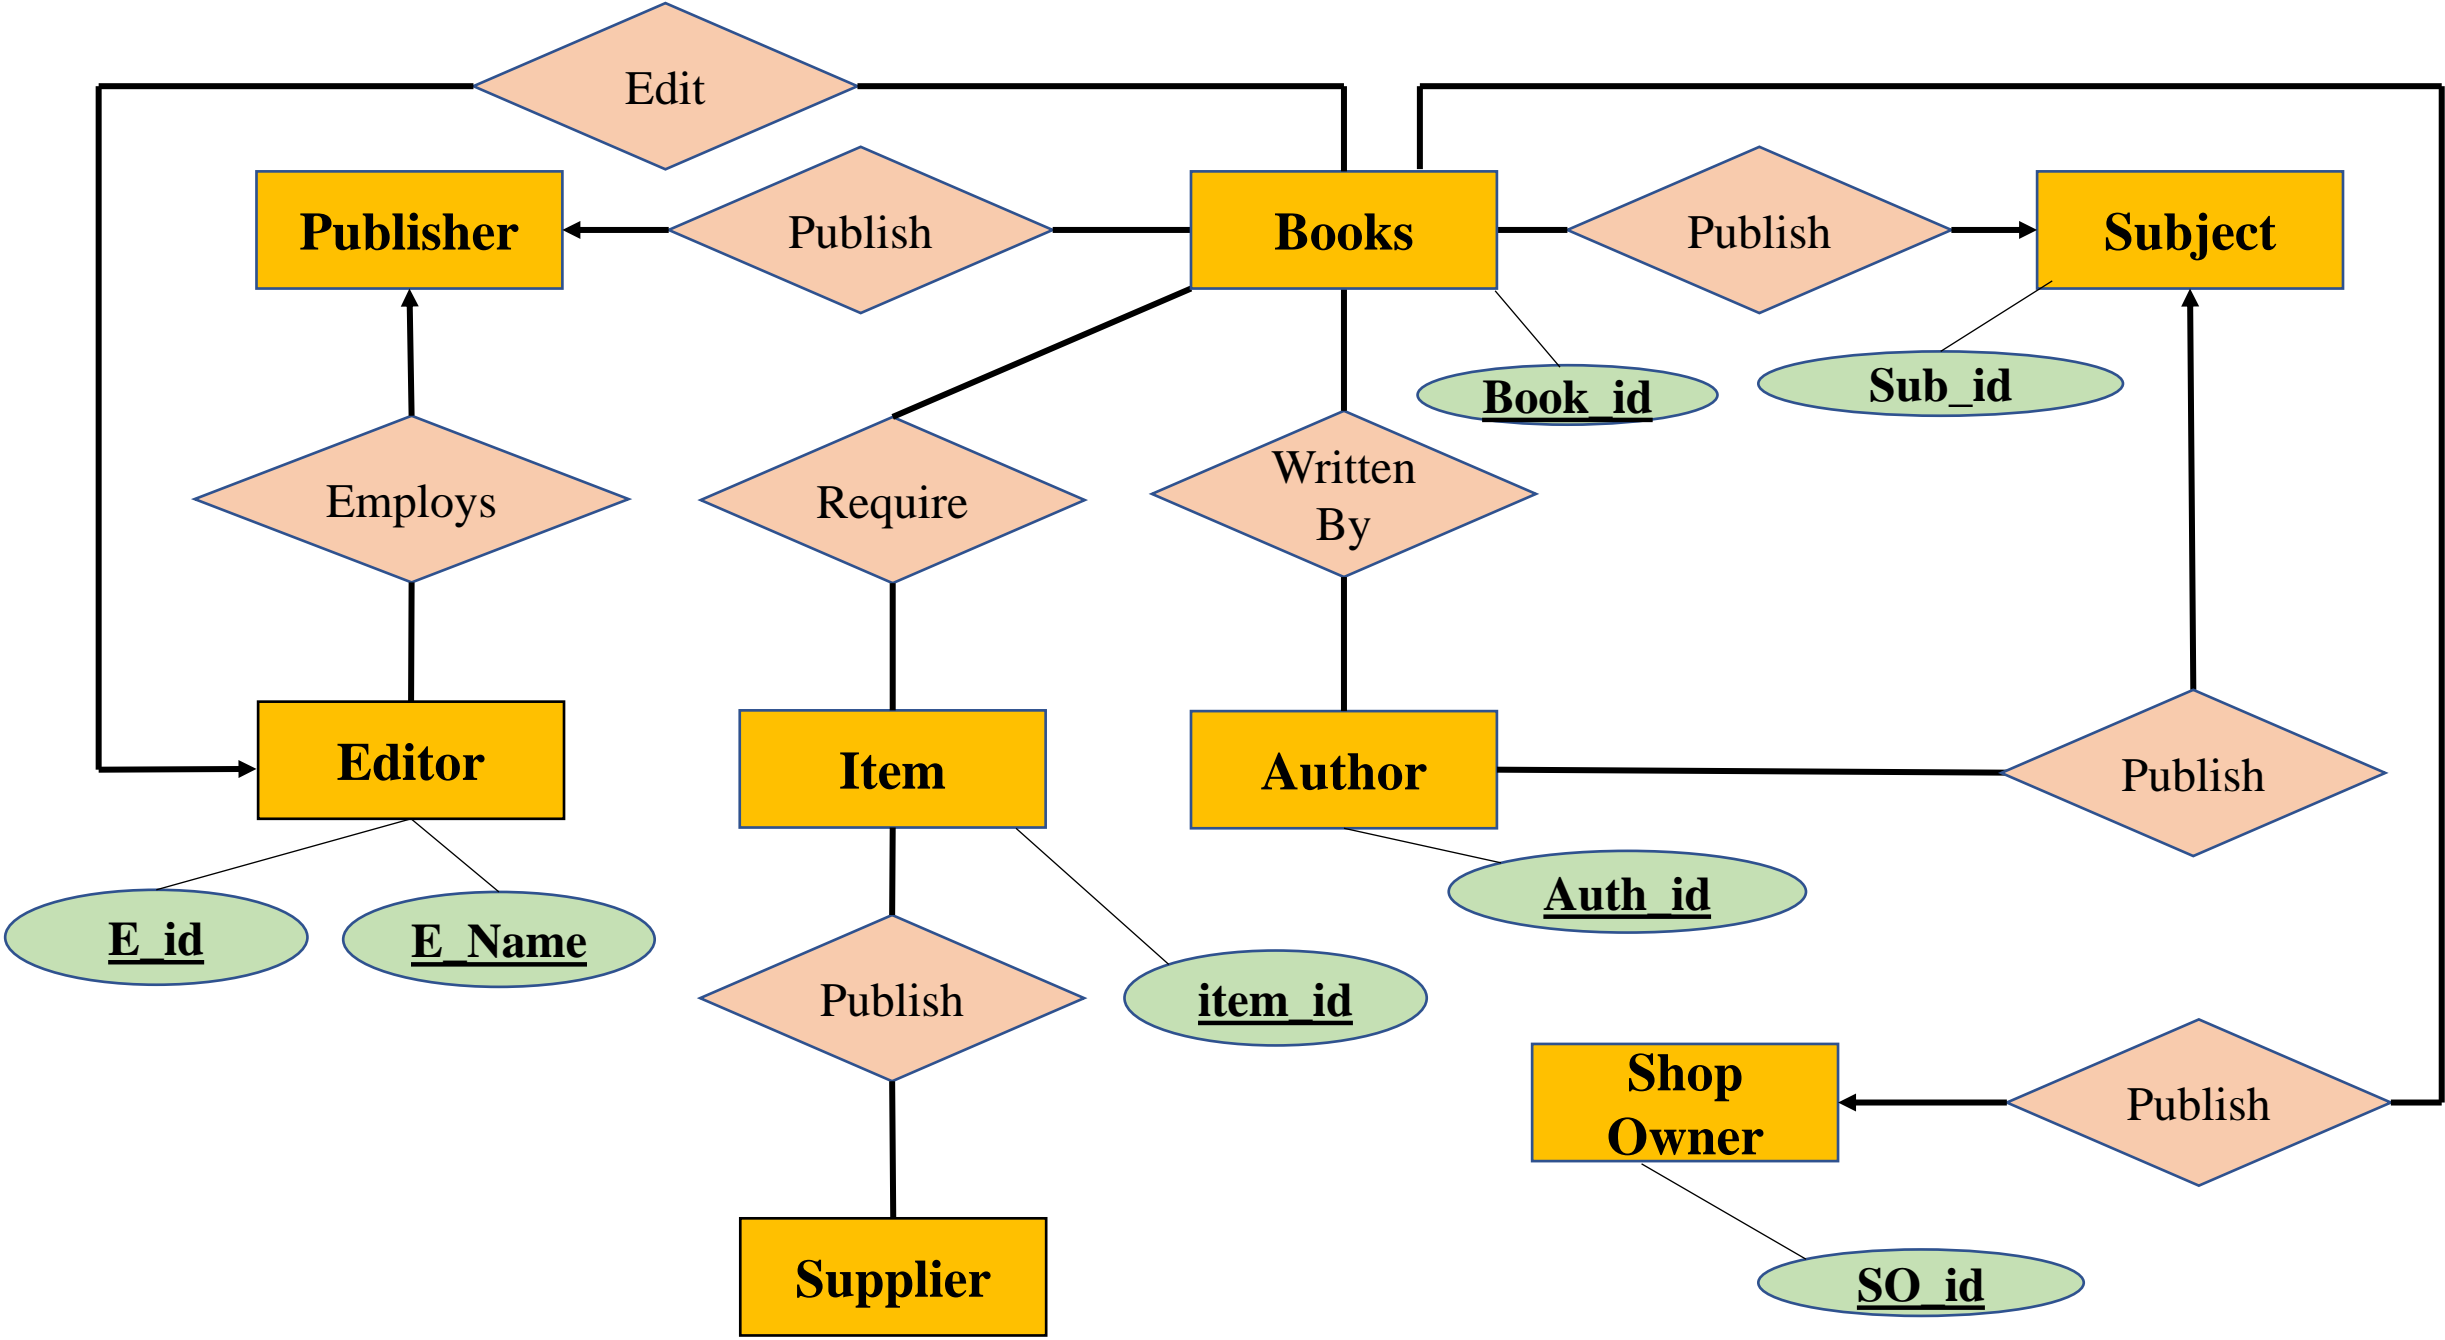 Edit
Publisher
Publish
Books
Publish
Subject
Book_id
Sub_id
Employs
Require
Written
By
Editor
Item
Author
Publish
E_id
E_Name
Auth_id
Publish
item_id
Shop
Owner
Publish
Supplier
SO_id